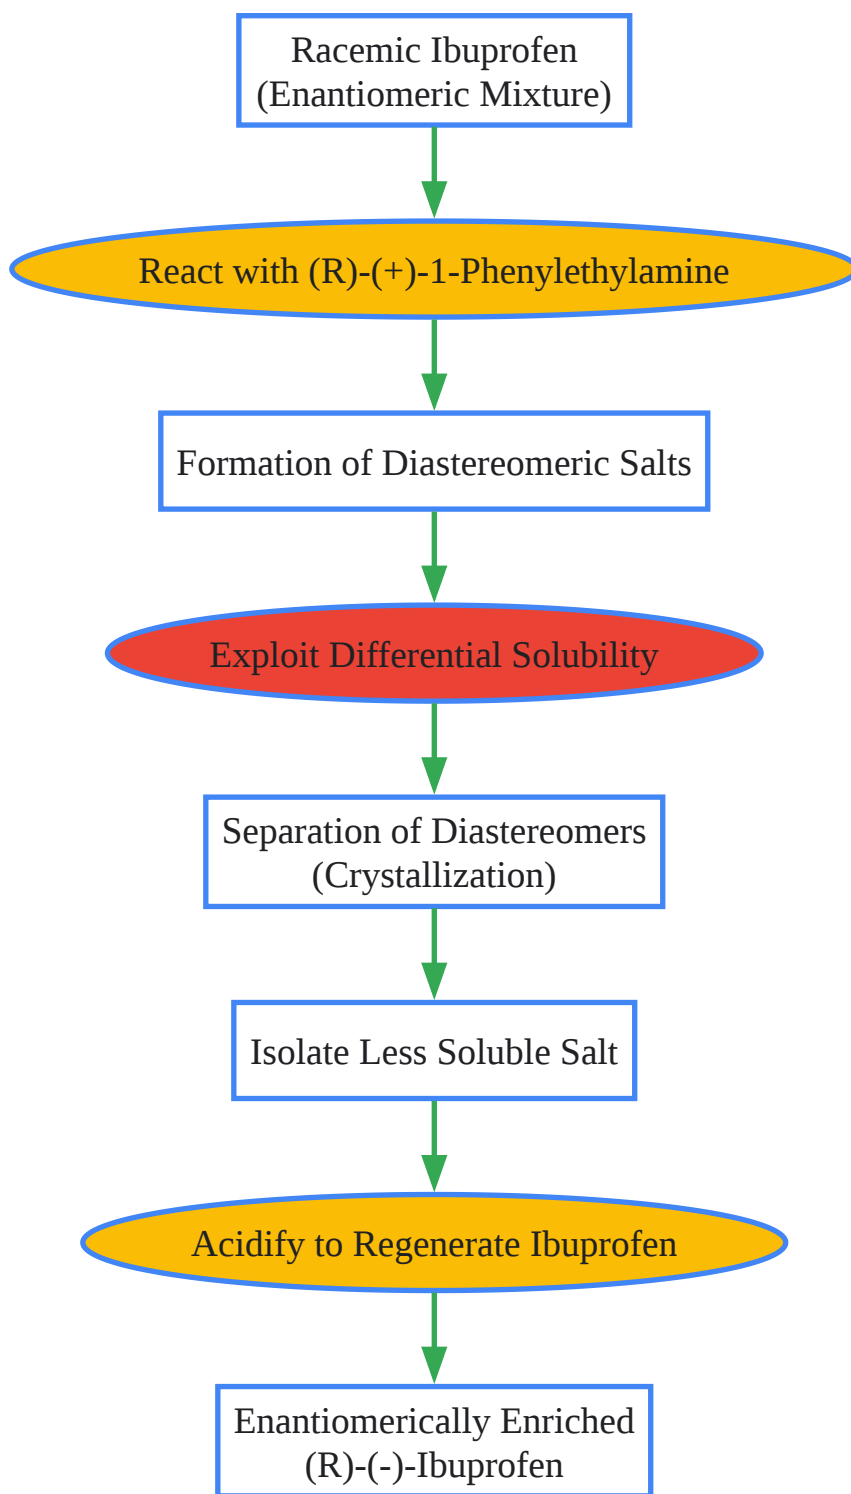 Racemic Ibuprofen
(Enantiomeric Mixture)
React with (R)-(+)-1-Phenylethylamine
Formation of Diastereomeric Salts
Exploit Differential Solubility
Separation of Diastereomers
(Crystallization)
Isolate Less Soluble Salt
Acidify to Regenerate Ibuprofen
Enantiomerically Enriched
(R)-(-)-Ibuprofen